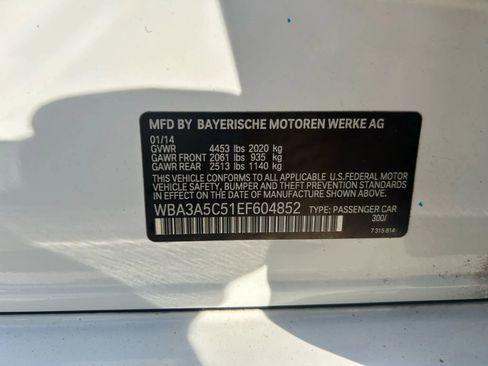 MFD BY BAYERISCHE MOTOREN WERKE AG
01/14
GVWR 4453 lbs 2020 kg
GAWR FRONT 2061 lbs 935 kg
GAWR REAR 2513 lbs 1140 kg
THIS VEHICLE CONFORMS TO ALL APPLICABLE U.S. FEDERAL MOTOR
VEHICLE SAFETY, BUMPER, AND THEFT PREVENTION STANDARDS
IN EFFECT ON THE DATE OF MANUFACTURE SHOWN ABOVE.
WBA3A5C51EF604852 TYPE: PASSENGER CAR
300/
7 315 814